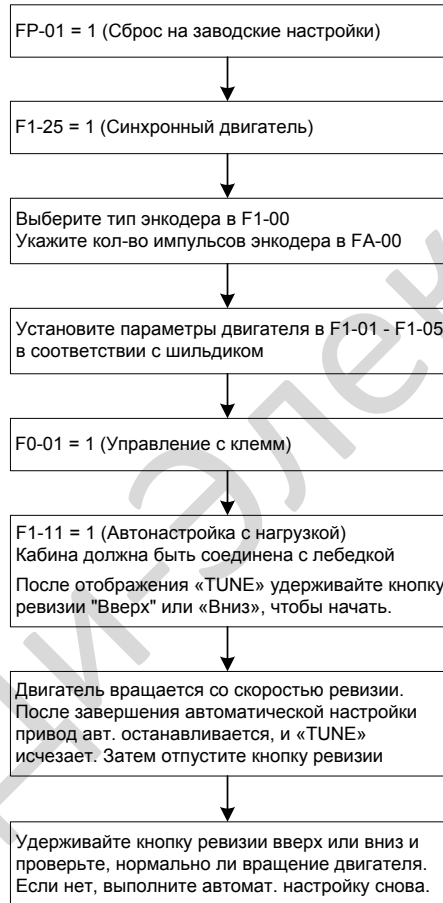 FP-01 = 1 (Сброс на заводские настройки)
F1-25 = 1 (Синхронный двигатель)
Выберите тип энкодера в F1-00
Укажите кол-во импульсов энкодера в FA-00
Установите параметры двигателя в F1-01 - F1-05
в соответствии с шильдиком
F0-01 = 1 (Управление с клемм)
F1-11 = 1 (Автонастройка с нагрузкой)
Кабина должна быть соединена с лебедкой
После отображения «TUNE» удерживайте кнопку
ревизии "Вверх" или «Вниз», чтобы начать.
Двигатель вращается со скоростью ревизии.
После завершения автоматической настройки
привод авт. останавливается, и «TUNE»
исчезает. Затем отпустите кнопку ревизии
Удерживайте кнопку ревизии вверх или вниз и
проверьте, нормально ли вращение двигателя.
Если нет, выполните автомат. настройку снова.